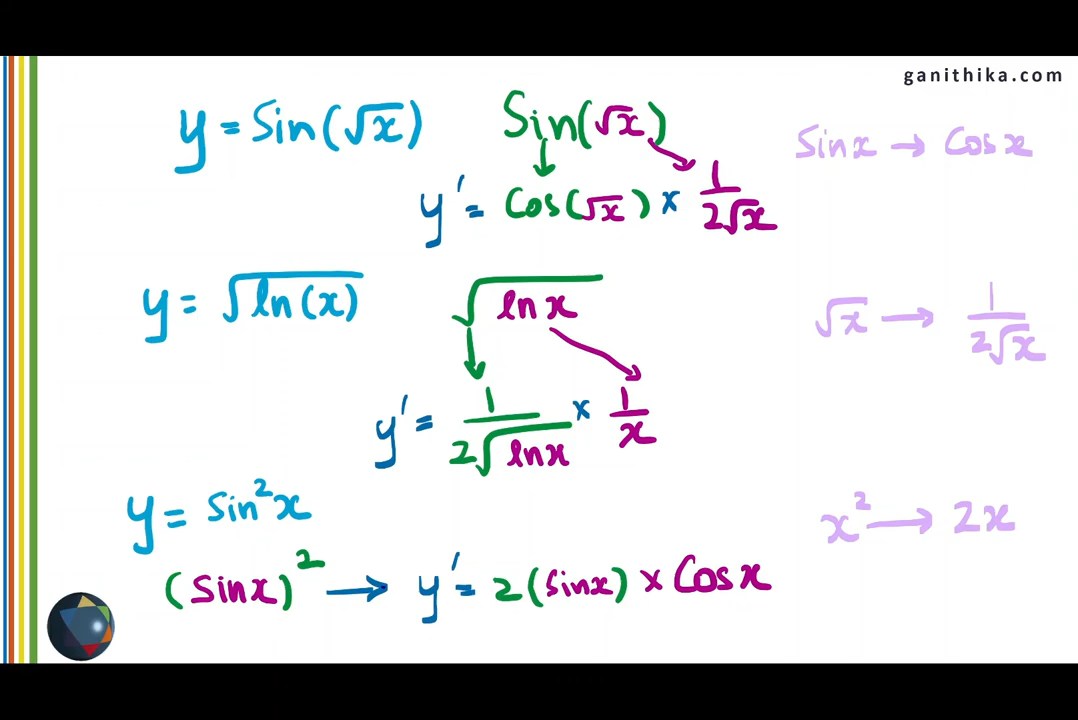 ganithika.com
y = Sin(√x) Sin(√x) Sinx → Cosx
y' = Cos(√x) × 1/2√x
y = √ln(x) √lnx √x → 1/2√x
y' = 1/2√lnx × 1/x
y = Sin²x x² → 2x
(Sinx)² → y' = 2(Sinx) × Cosx